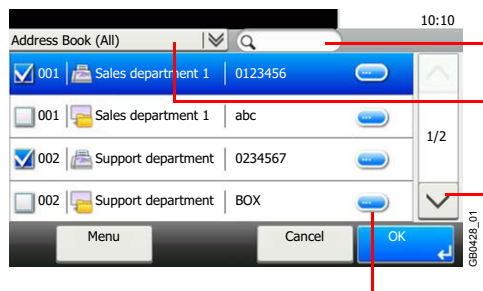 10:10
Address Book (All)
001 Sales department 1 0123456
001 Sales department 1 abc
1/2
002 Support department 0234567
002 Support department BOX
Menu Cancel OK
GB0428_01